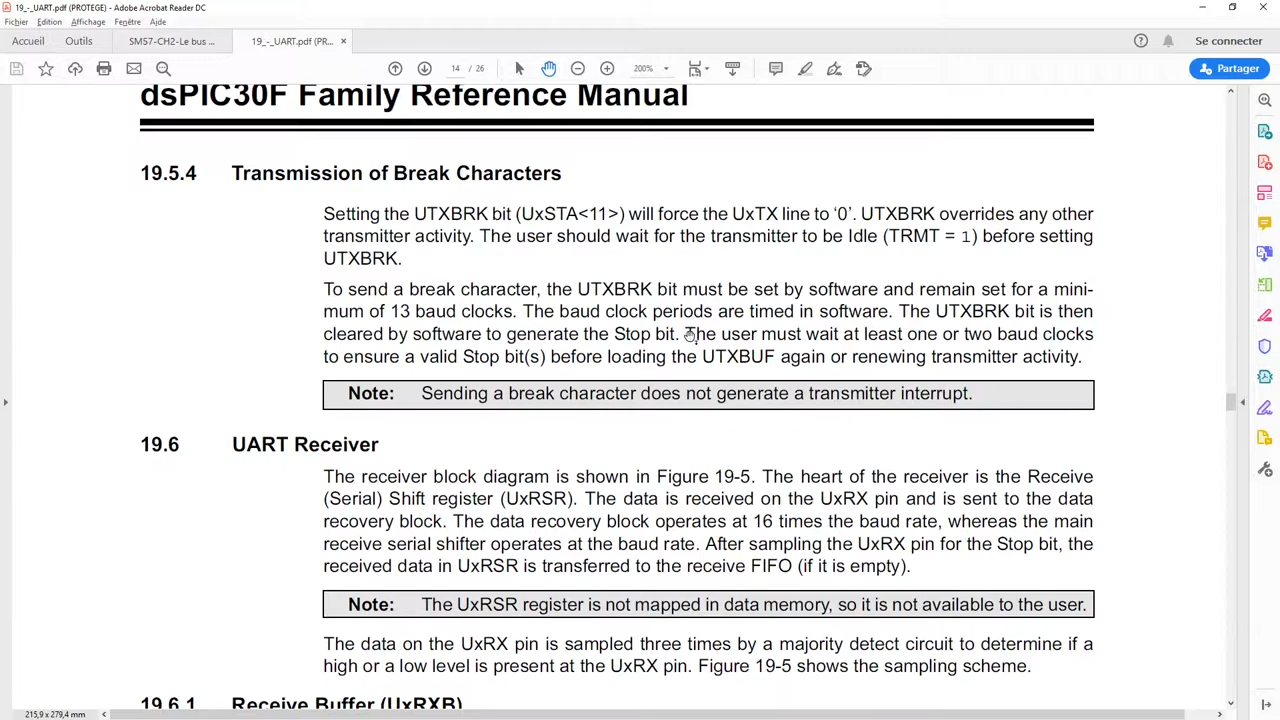 19_-_UART.pdf (PROTEGE) - Adobe Acrobat Reader DC
Fichier Edition Affichage Fenêtre Aide
Accueil Outils SM57-CH2-Le bus ... 19_-_UART.pdf (PR... × Se connecter
14 / 26 200% Partager
dsPIC30F Family Reference Manual
19.5.4 Transmission of Break Characters
Setting the UTXBRK bit (UxSTA<11>) will force the UxTX line to ‘0’. UTXBRK overrides any other
transmitter activity. The user should wait for the transmitter to be Idle (TRMT = 1) before setting
UTXBRK.
To send a break character, the UTXBRK bit must be set by software and remain set for a mini-
mum of 13 baud clocks. The baud clock periods are timed in software. The UTXBRK bit is then
cleared by software to generate the Stop bit. The user must wait at least one or two baud clocks
to ensure a valid Stop bit(s) before loading the UTXBUF again or renewing transmitter activity.
Note: Sending a break character does not generate a transmitter interrupt.
19.6 UART Receiver
The receiver block diagram is shown in Figure 19-5. The heart of the receiver is the Receive
(Serial) Shift register (UxRSR). The data is received on the UxRX pin and is sent to the data
recovery block. The data recovery block operates at 16 times the baud rate, whereas the main
receive serial shifter operates at the baud rate. After sampling the UxRX pin for the Stop bit, the
received data in UxRSR is transferred to the receive FIFO (if it is empty).
Note: The UxRSR register is not mapped in data memory, so it is not available to the user.
The data on the UxRX pin is sampled three times by a majority detect circuit to determine if a
high or a low level is present at the UxRX pin. Figure 19-5 shows the sampling scheme.
19.6.1 Receive Buffer (UxRXB)
215,9 x 279,4 mm